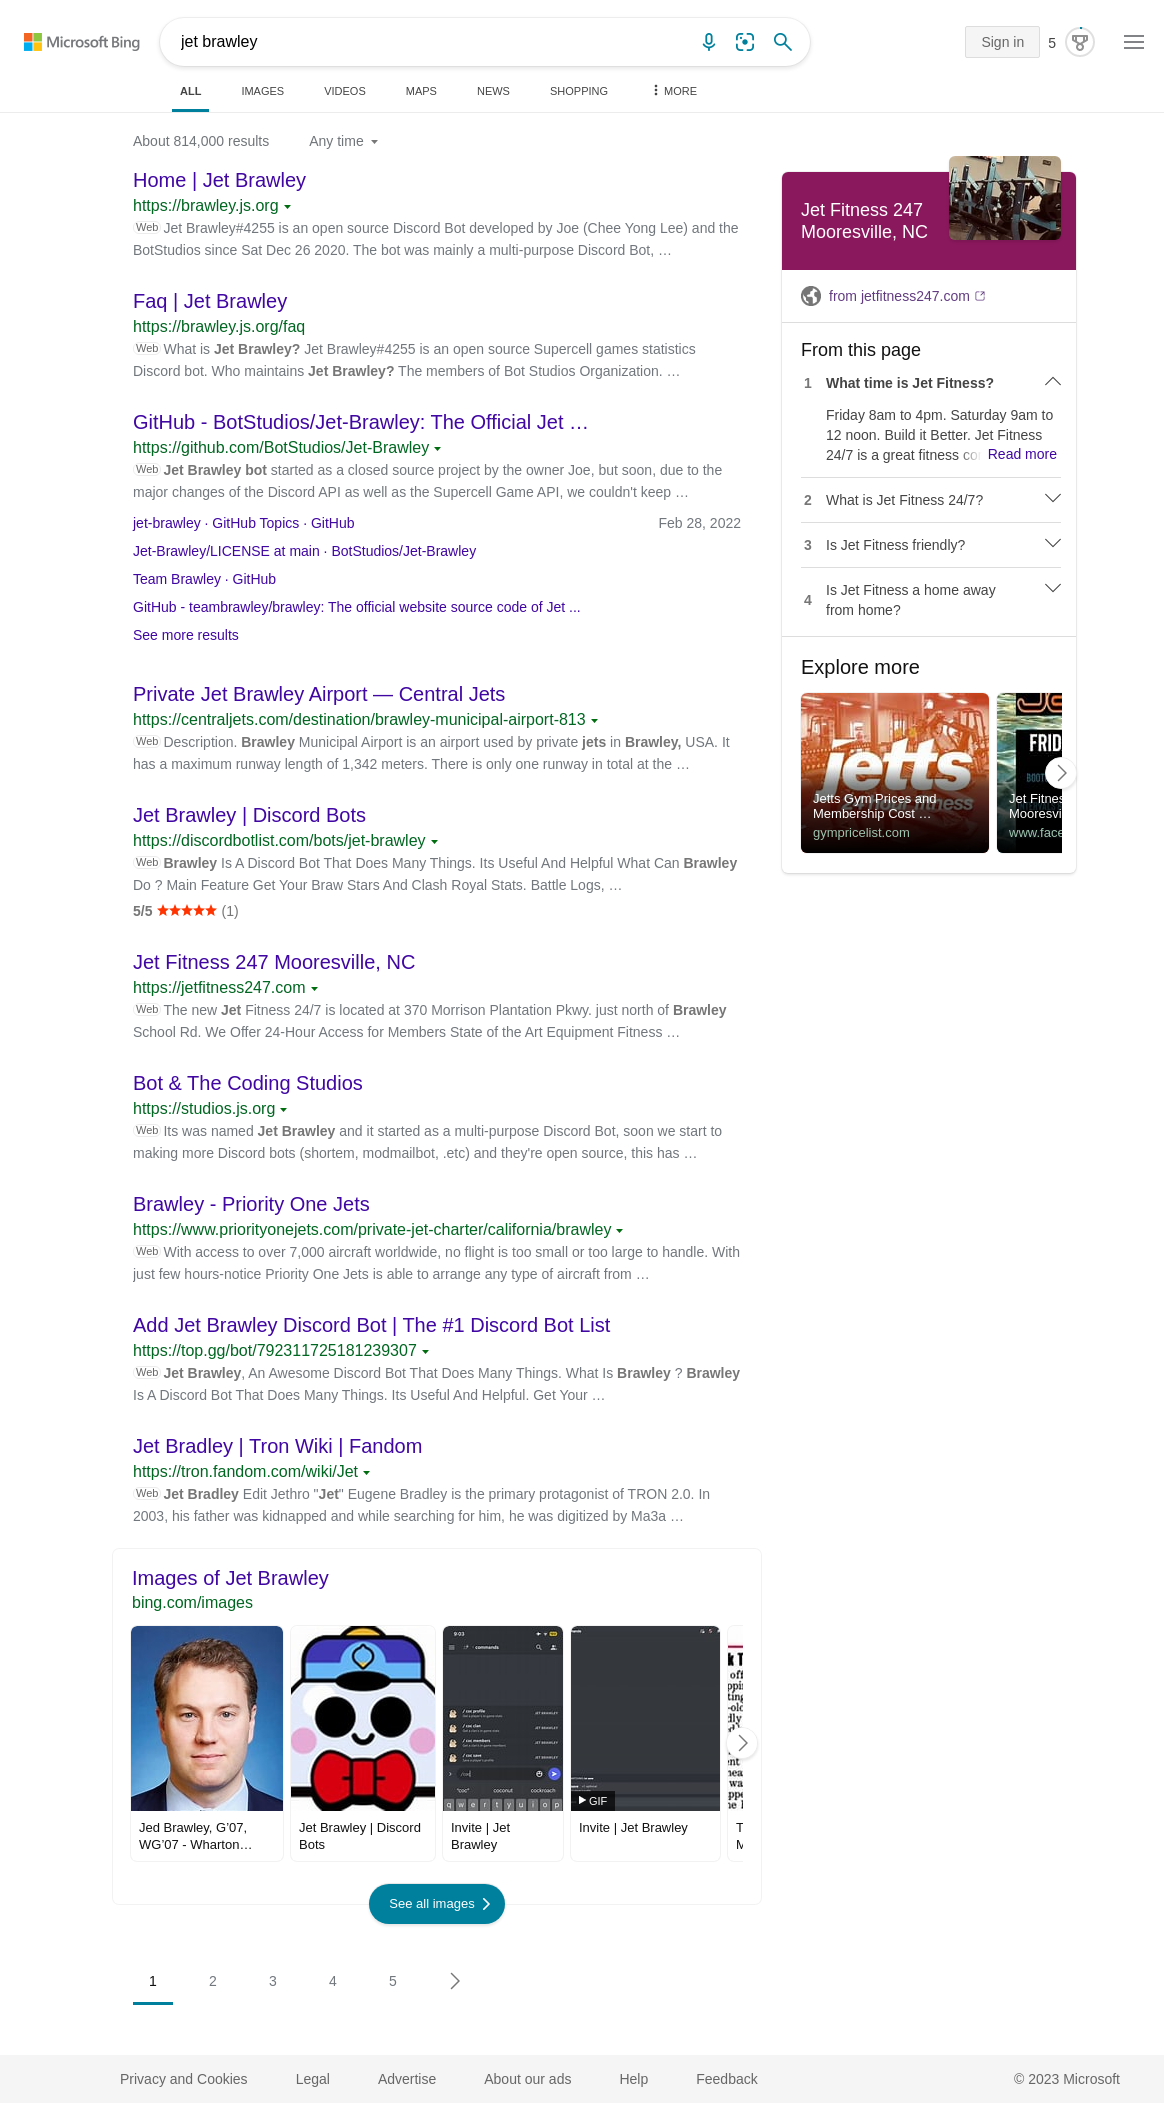 Microsoft Bing
jet brawley
Sign in
5
ALL
IMAGES
VIDEOS
MAPS
NEWS
SHOPPING
MORE
About 814,000 results
Any time
Home | Jet Brawley
https://brawley.js.org
Web Jet Brawley#4255 is an open source Discord Bot developed by Joe (Chee Yong Lee) and the
BotStudios since Sat Dec 26 2020. The bot was mainly a multi-purpose Discord Bot, …
Faq | Jet Brawley
https://brawley.js.org/faq
Web What is Jet Brawley? Jet Brawley#4255 is an open source Supercell games statistics
Discord bot. Who maintains Jet Brawley? The members of Bot Studios Organization. …
GitHub - BotStudios/Jet-Brawley: The Official Jet …
https://github.com/BotStudios/Jet-Brawley
Web Jet Brawley bot started as a closed source project by the owner Joe, but soon, due to the
major changes of the Discord API as well as the Supercell Game API, we couldn't keep …
jet-brawley · GitHub Topics · GitHub
Feb 28, 2022
Jet-Brawley/LICENSE at main · BotStudios/Jet-Brawley
Team Brawley · GitHub
GitHub - teambrawley/brawley: The official website source code of Jet ...
See more results
Private Jet Brawley Airport — Central Jets
https://centraljets.com/destination/brawley-municipal-airport-813
Web Description. Brawley Municipal Airport is an airport used by private jets in Brawley, USA. It
has a maximum runway length of 1,342 meters. There is only one runway in total at the …
Jet Brawley | Discord Bots
https://discordbotlist.com/bots/jet-brawley
Web Brawley Is A Discord Bot That Does Many Things. Its Useful And Helpful What Can Brawley
Do ? Main Feature Get Your Braw Stars And Clash Royal Stats. Battle Logs, …
5/5 ★★★★★ (1)
Jet Fitness 247 Mooresville, NC
https://jetfitness247.com
Web The new Jet Fitness 24/7 is located at 370 Morrison Plantation Pkwy. just north of Brawley
School Rd. We Offer 24-Hour Access for Members State of the Art Equipment Fitness …
Bot & The Coding Studios
https://studios.js.org
Web Its was named Jet Brawley and it started as a multi-purpose Discord Bot, soon we start to
making more Discord bots (shortem, modmailbot, .etc) and they're open source, this has …
Brawley - Priority One Jets
https://www.priorityonejets.com/private-jet-charter/california/brawley
Web With access to over 7,000 aircraft worldwide, no flight is too small or too large to handle. With
just few hours-notice Priority One Jets is able to arrange any type of aircraft from …
Add Jet Brawley Discord Bot | The #1 Discord Bot List
https://top.gg/bot/792311725181239307
Web Jet Brawley, An Awesome Discord Bot That Does Many Things. What Is Brawley ? Brawley
Is A Discord Bot That Does Many Things. Its Useful And Helpful. Get Your …
Jet Bradley | Tron Wiki | Fandom
https://tron.fandom.com/wiki/Jet
Web Jet Bradley Edit Jethro "Jet" Eugene Bradley is the primary protagonist of TRON 2.0. In
2003, his father was kidnapped and while searching for him, he was digitized by Ma3a …
Images of Jet Brawley
bing.com/images
9:03
commands
/ coc profile
/ coc clan
/ coc members
/ coc save
JET BRAWLEY
JET BRAWLEY
JET BRAWLEY
JET BRAWLEY
"coc"
coconut
cockroach
q w e r t y u i o p
GIF
Jed Brawley, G'07,
WG'07 - Wharton…
Jet Brawley | Discord
Bots
Invite | Jet
Brawley
Invite | Jet Brawley
See all images
1
2
3
4
5
Jet Fitness 247
Mooresville, NC
from jetfitness247.com
From this page
1 What time is Jet Fitness?
Friday 8am to 4pm. Saturday 9am to
12 noon. Build it Better. Jet Fitness
24/7 is a great fitness co Read more
2 What is Jet Fitness 24/7?
3 Is Jet Fitness friendly?
4 Is Jet Fitness a home away
from home?
Explore more
jetts
24 hour fitness
Jetts Gym Prices and
Membership Cost …
gympricelist.com
FRID
BOOT
Jet Fitnes
Mooresvi
www.face
Privacy and Cookies
Legal
Advertise
About our ads
Help
Feedback
© 2023 Microsoft